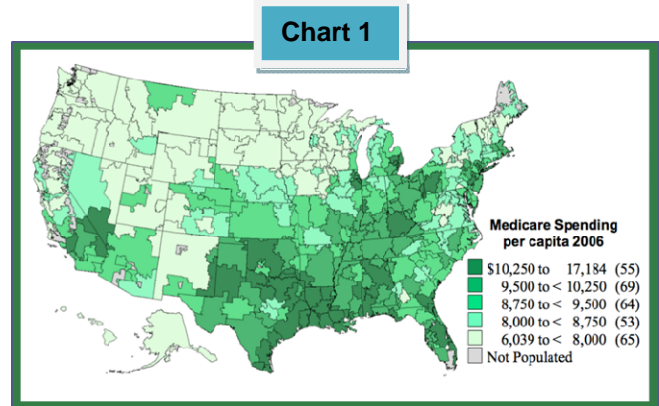 Chart 1
Medicare Spending
per capita 2006
$10,250 to 17,184 (55)
9,500 to < 10,250 (69)
8,750 to < 9,500 (64)
8,000 to < 8,750 (53)
6,039 to < 8,000 (65)
Not Populated